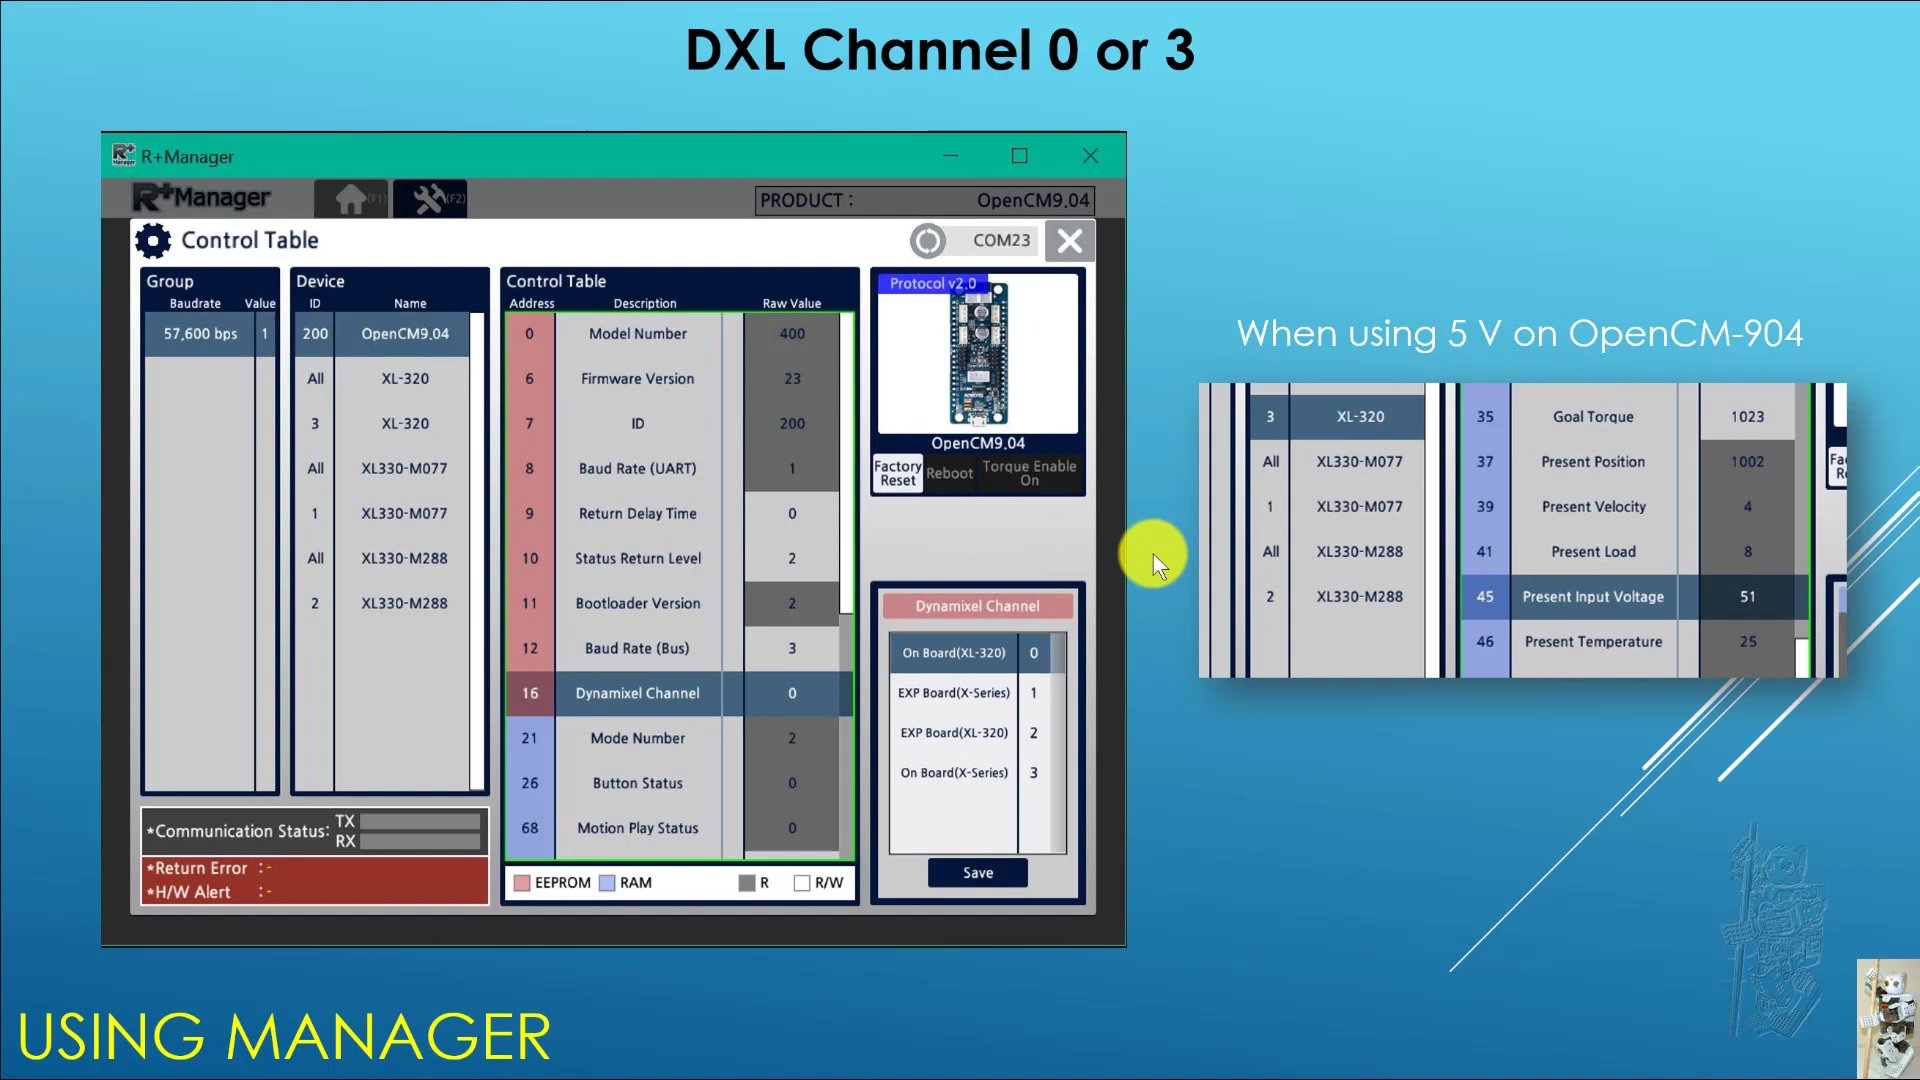 DXL Channel 0 or 3
R+Manager
R+Manager (F1) (F2) PRODUCT : OpenCM9.04
Control Table COM23
Group
Baudrate Value
57,600 bps 1
Device
ID Name
200 OpenCM9.04
All XL-320
3 XL-320
All XL330-M077
1 XL330-M077
All XL330-M288
2 XL330-M288
Control Table
Address Description Raw Value
0 Model Number 400
6 Firmware Version 23
7 ID 200
8 Baud Rate (UART) 1
9 Return Delay Time 0
10 Status Return Level 2
11 Bootloader Version 2
12 Baud Rate (Bus) 3
16 Dynamixel Channel 0
21 Mode Number 2
26 Button Status 0
68 Motion Play Status 0
EEPROM RAM R R/W
Protocol v2.0
OpenCM9.04
Factory Reset Reboot Torque Enable On
Dynamixel Channel
On Board(XL-320) 0
EXP Board(X-Series) 1
EXP Board(XL-320) 2
On Board(X-Series) 3
Save
*Communication Status: TX
RX
*Return Error : -
*H/W Alert : -
When using 5 V on OpenCM-904
3 XL-320 35 Goal Torque 1023
All XL330-M077 37 Present Position 1002
1 XL330-M077 39 Present Velocity 4
All XL330-M288 41 Present Load 8
2 XL330-M288 45 Present Input Voltage 51
46 Present Temperature 25
USING MANAGER